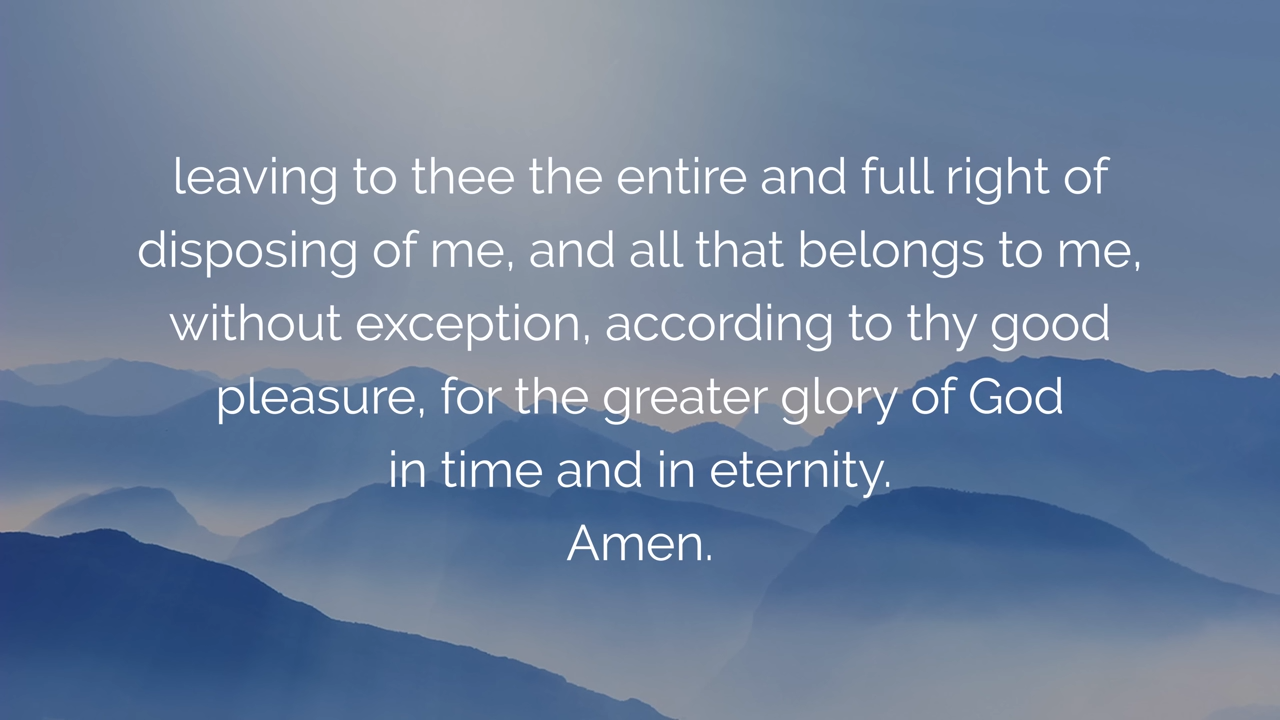 leaving to thee the entire and full right of
disposing of me, and all that belongs to me,
without exception, according to thy good
pleasure, for the greater glory of God
in time and in eternity.
Amen.